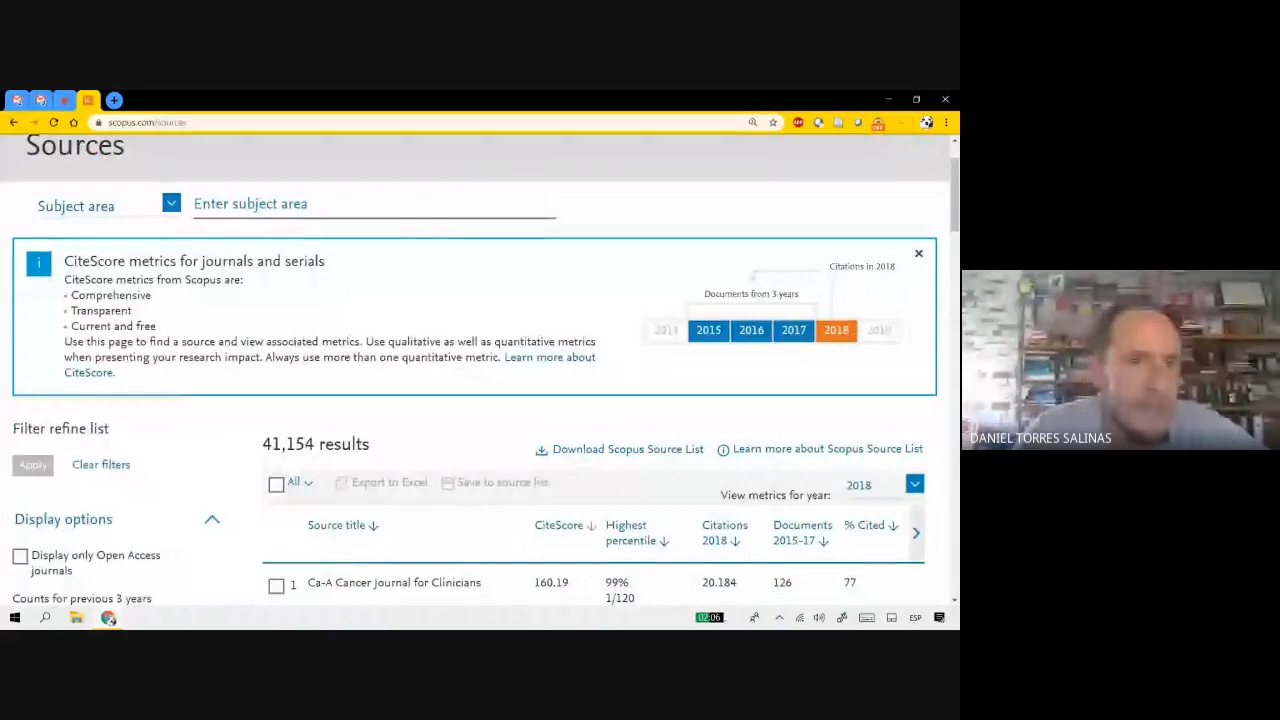 scopus.com/sources
Sources
Subject area
Enter subject area
CiteScore metrics for journals and serials
CiteScore metrics from Scopus are:
Comprehensive
Transparent
Current and free
Use this page to find a source and view associated metrics. Use qualitative as well as quantitative metrics
when presenting your research impact. Always use more than one quantitative metric. Learn more about
CiteScore.
Citations in 2018
Documents from 3 years
2014 2015 2016 2017 2018 2019
Filter refine list
Apply Clear filters
41,154 results
Download Scopus Source List Learn more about Scopus Source List
All Export to Excel Save to source list
View metrics for year: 2018
Display options
Display only Open Access
journals
Counts for previous 3 years
Source title CiteScore Highest
percentile Citations
2018 Documents
2015-17 % Cited
1 Ca-A Cancer Journal for Clinicians 160.19 99%
1/120 20.184 126 77
02:06 ESP
DANIEL TORRES SALINAS